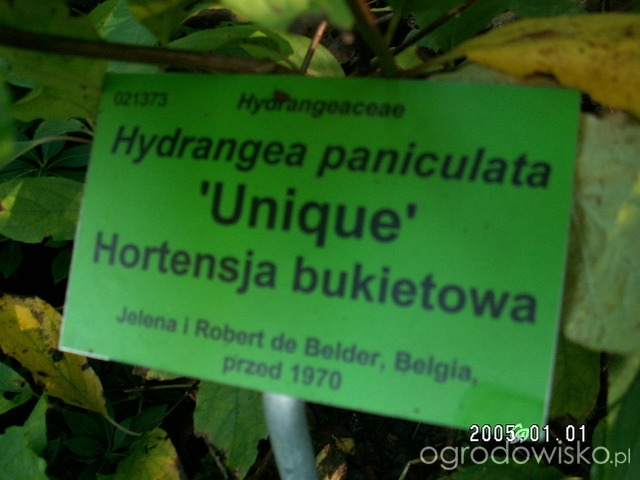 021373 Hydrangeaceae
Hydrangea paniculata
'Unique'
Hortensja bukietowa
Jelena i Robert de Belder, Belgia,
przed 1970
2005.01.01
ogrodowisko.pl